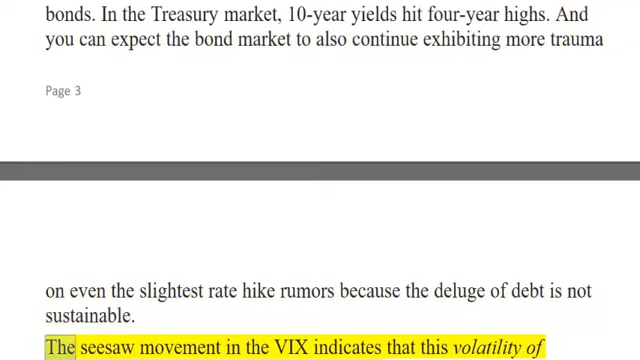 bonds. In the Treasury market, 10-year yields hit four-year highs. And
you can expect the bond market to also continue exhibiting more trauma
Page 3
on even the slightest rate hike rumors because the deluge of debt is not
sustainable.
The seesaw movement in the VIX indicates that this volatility of